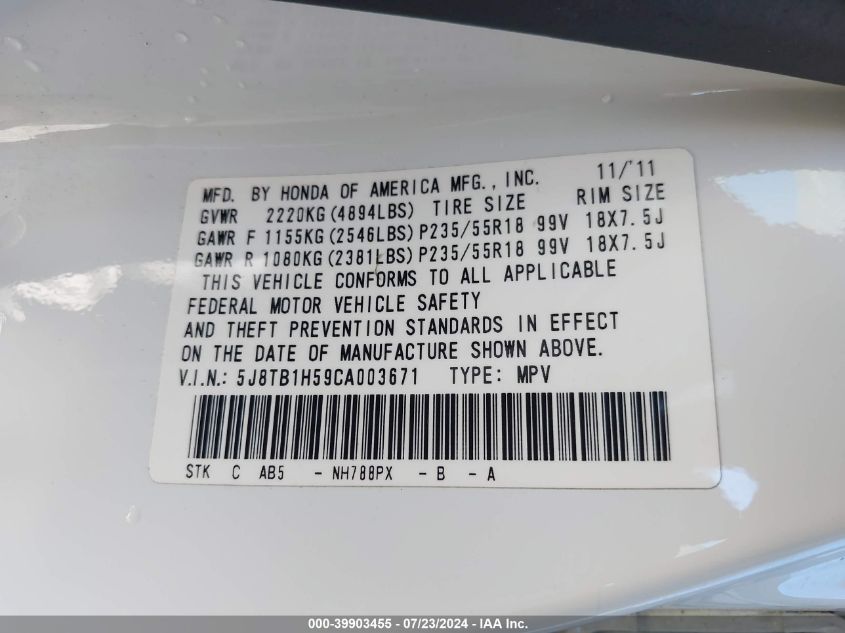 MFD. BY HONDA OF AMERICA MFG., INC. 11/'11
GVWR 2220KG (4894LBS) TIRE SIZE RIM SIZE
GAWR F 1155KG (2546LBS) P235/55R18 99V 18X7.5J
GAWR R 1080KG (2381LBS) P235/55R18 99V 18X7.5J
THIS VEHICLE CONFORMS TO ALL APPLICABLE
FEDERAL MOTOR VEHICLE SAFETY
AND THEFT PREVENTION STANDARDS IN EFFECT
ON THE DATE OF MANUFACTURE SHOWN ABOVE.
V.I.N.: 5J8TB1H59CA003671 TYPE: MPV
STK C AB5 - NH788PX - B - A
000-39903455 - 07/23/2024 - IAA Inc.